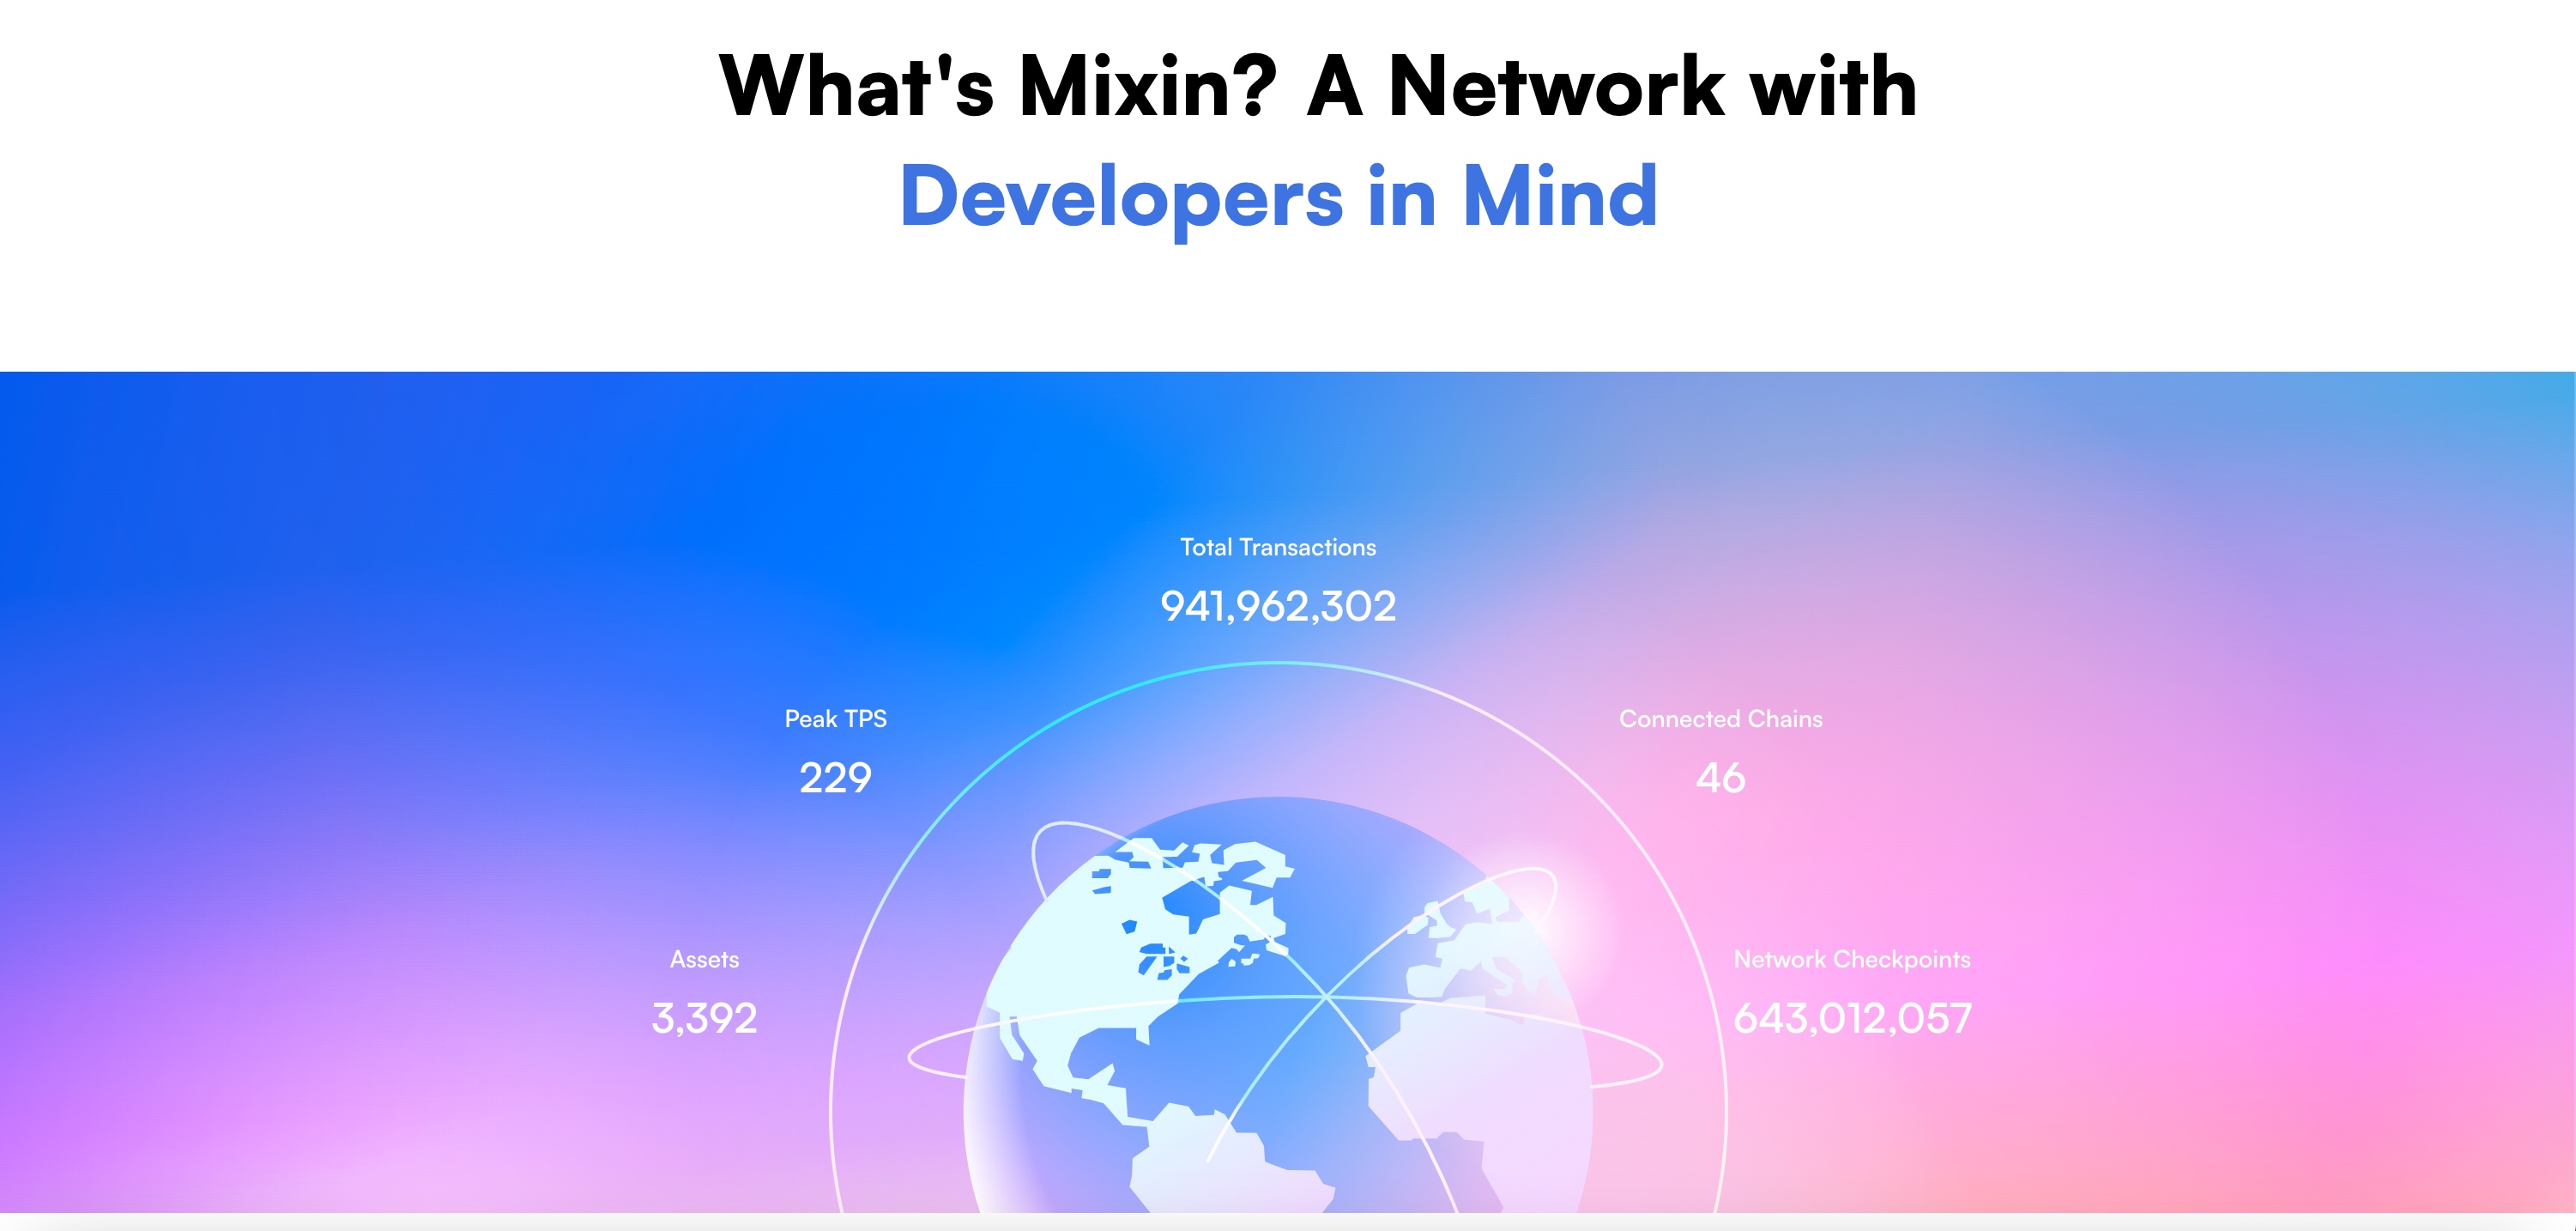 What's Mixin? A Network with
Developers in Mind
Total Transactions
941,962,302
Peak TPS
229
Connected Chains
46
Assets
3,392
Network Checkpoints
643,012,057